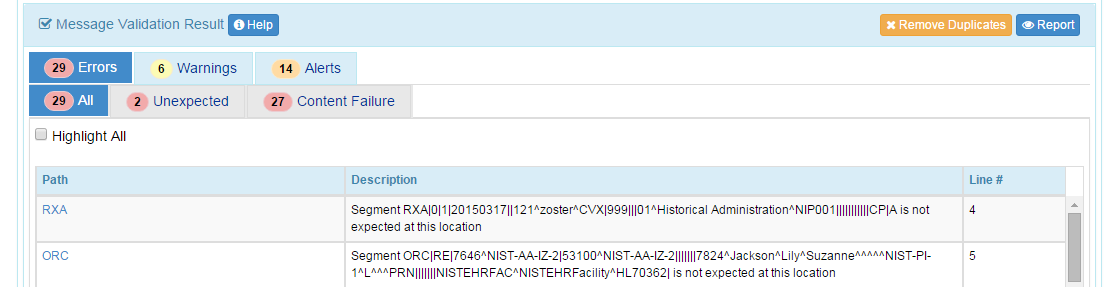 Message Validation Result Help Remove Duplicates Report
29 Errors 6 Warnings 14 Alerts
29 All 2 Unexpected 27 Content Failure
Highlight All
Path Description Line #
RXA Segment RXA|0|1|20150317||121^zoster^CVX|999|||01^Historical Administration^NIP001|||||||||||CP|A is not 4
expected at this location
ORC Segment ORC|RE|7646^NIST-AA-IZ-2|53100^NIST-AA-IZ-2|||||||7824^Jackson^Lily^Suzanne^^^^^NIST-PI- 5
1^L^^^PRN|||||||NISTEHRFAC^NISTEHRFacility^HL70362| is not expected at this location